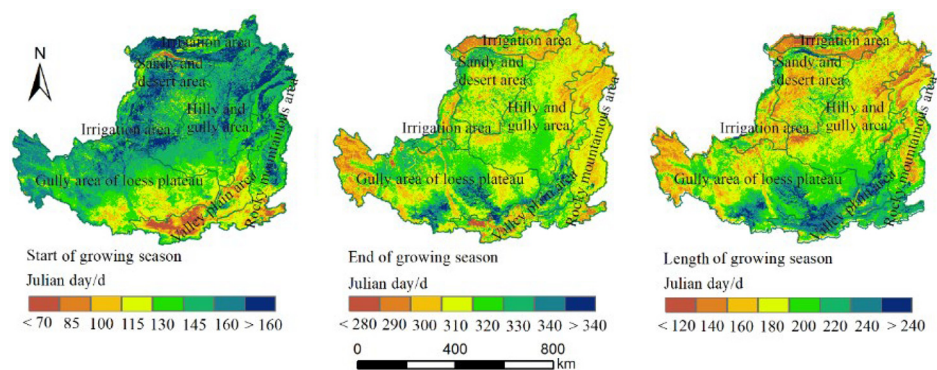 N
Irrigation area
Sandy and
desert area
Hilly and
gully area
Irrigation area
Gully area of loess plateau
Valley plain area
Rocky mountainous area
Start of growing season
Julian day/d
< 70 85 100 115 130 145 160 > 160
Irrigation area
Sandy and
desert area
Hilly and
gully area
Irrigation area
Gully area of loess plateau
Valley plain area
Rocky mountainous area
End of growing season
Julian day/d
< 280 290 300 310 320 330 340 > 340
0 400 800
km
Irrigation area
Sandy and
desert area
Hilly and
gully area
Irrigation area
Gully area of loess plateau
Valley plain area
Rocky mountainous area
Length of growing season
Julian day/d
< 120 140 160 180 200 220 240 > 240